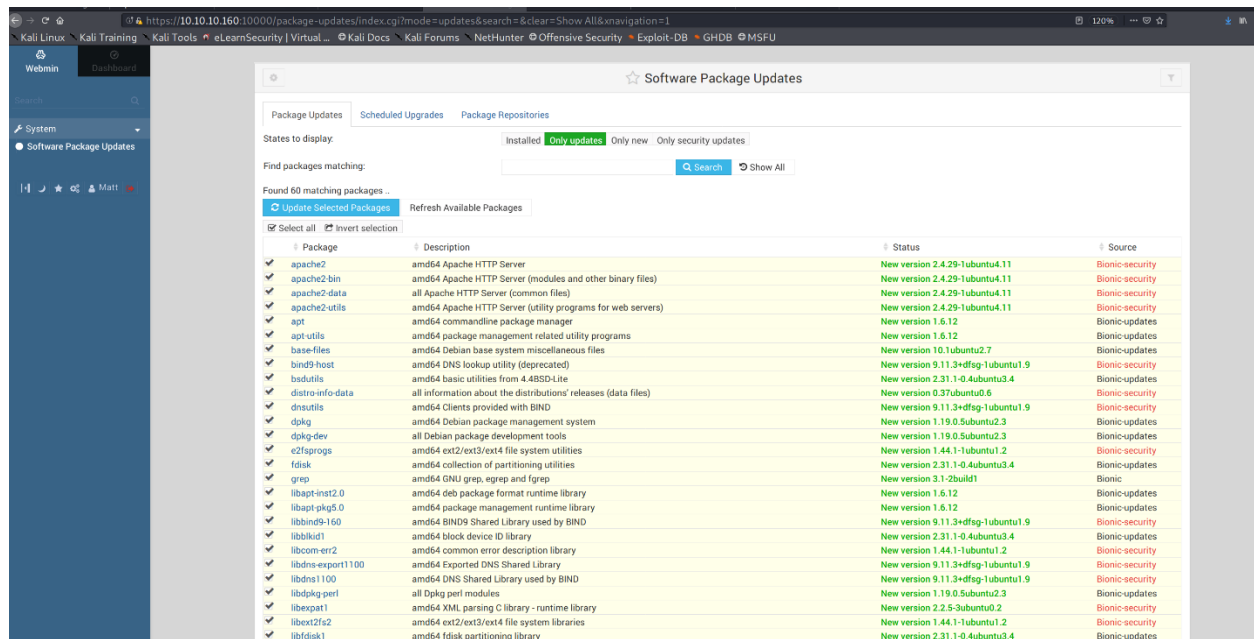 https://10.10.10.160:10000/package-updates/index.cgi?mode=updates&search=&clear=Show All&xnavigation=1
120%
Kali Linux Kali Training Kali Tools eLearnSecurity | Virtual ... Kali Docs Kali Forums NetHunter Offensive Security Exploit-DB GHDB MSFU
Webmin Dashboard
Search
System
Software Package Updates
Matt
Software Package Updates
Package Updates Scheduled Upgrades Package Repositories
States to display: Installed Only updates Only new Only security updates
Find packages matching: Search Show All
Found 60 matching packages ..
Update Selected Packages Refresh Available Packages
Select all Invert selection
Package Description Status Source
apache2 amd64 Apache HTTP Server New version 2.4.29-1ubuntu4.11 Bionic-security
apache2-bin amd64 Apache HTTP Server (modules and other binary files) New version 2.4.29-1ubuntu4.11 Bionic-security
apache2-data all Apache HTTP Server (common files) New version 2.4.29-1ubuntu4.11 Bionic-security
apache2-utils amd64 Apache HTTP Server (utility programs for web servers) New version 2.4.29-1ubuntu4.11 Bionic-security
apt amd64 commandline package manager New version 1.6.12 Bionic-updates
apt-utils amd64 package management related utility programs New version 1.6.12 Bionic-updates
base-files amd64 Debian base system miscellaneous files New version 10.1ubuntu2.7 Bionic-updates
bind9-host amd64 DNS lookup utility (deprecated) New version 9.11.3+dfsg-1ubuntu1.9 Bionic-security
bsdutils amd64 basic utilities from 4.4BSD-Lite New version 2.31.1-0.4ubuntu3.4 Bionic-updates
distro-info-data all information about the distributions' releases (data files) New version 0.37ubuntu0.6 Bionic-security
dnsutils amd64 Clients provided with BIND New version 9.11.3+dfsg-1ubuntu1.9 Bionic-security
dpkg amd64 Debian package management system New version 1.19.0.5ubuntu2.3 Bionic-updates
dpkg-dev all Debian package development tools New version 1.19.0.5ubuntu2.3 Bionic-updates
e2fsprogs amd64 ext2/ext3/ext4 file system utilities New version 1.44.1-1ubuntu1.2 Bionic-security
fdisk amd64 collection of partitioning utilities New version 2.31.1-0.4ubuntu3.4 Bionic-updates
grep amd64 GNU grep, egrep and fgrep New version 3.1-2build1 Bionic
libapt-inst2.0 amd64 deb package format runtime library New version 1.6.12 Bionic-updates
libapt-pkg5.0 amd64 package management runtime library New version 1.6.12 Bionic-updates
libbind9-160 amd64 BIND9 Shared Library used by BIND New version 9.11.3+dfsg-1ubuntu1.9 Bionic-security
libblkid1 amd64 block device ID library New version 2.31.1-0.4ubuntu3.4 Bionic-updates
libcom-err2 amd64 common error description library New version 1.44.1-1ubuntu1.2 Bionic-security
libdns-export1100 amd64 Exported DNS Shared Library New version 9.11.3+dfsg-1ubuntu1.9 Bionic-security
libdns1100 amd64 DNS Shared Library used by BIND New version 9.11.3+dfsg-1ubuntu1.9 Bionic-security
libdpkg-perl all Dpkg perl modules New version 1.19.0.5ubuntu2.3 Bionic-updates
libexpat1 amd64 XML parsing C library - runtime library New version 2.2.5-3ubuntu0.2 Bionic-security
libext2fs2 amd64 ext2/ext3/ext4 file system libraries New version 1.44.1-1ubuntu1.2 Bionic-security
libfdisk1 amd64 fdisk partitioning library New version 2.31.1-0.4ubuntu3.4 Bionic-updates